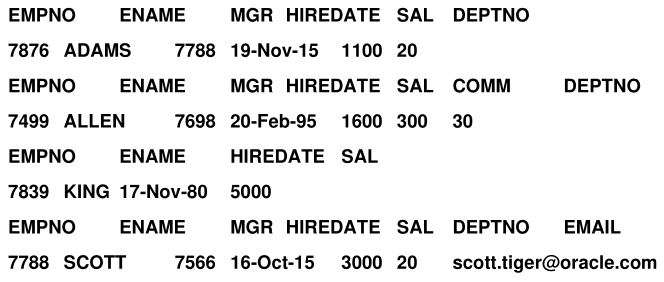 EMPNO ENAME MGR HIREDATE SAL DEPTNO
7876 ADAMS 7788 19-Nov-15 1100 20
EMPNO ENAME MGR HIREDATE SAL COMM DEPTNO
7499 ALLEN 7698 20-Feb-95 1600 300 30
EMPNO ENAME HIREDATE SAL
7839 KING 17-Nov-80 5000
EMPNO ENAME MGR HIREDATE SAL DEPTNO EMAIL
7788 SCOTT 7566 16-Oct-15 3000 20 scott.tiger@oracle.com